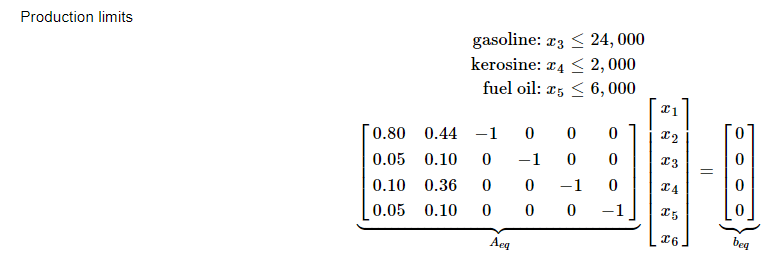 Production limits
gasoline: x₃ ≤ 24,000
kerosine: x₄ ≤ 2,000
fuel oil: x₅ ≤ 6,000
x₁
0.80 0.44 −1 0 0 0 x₂ 0
0.05 0.10 0 −1 0 0 x₃ = 0
0.10 0.36 0 0 −1 0 x₄ 0
0.05 0.10 0 0 0 −1 x₅ 0
x₆
A_eq b_eq